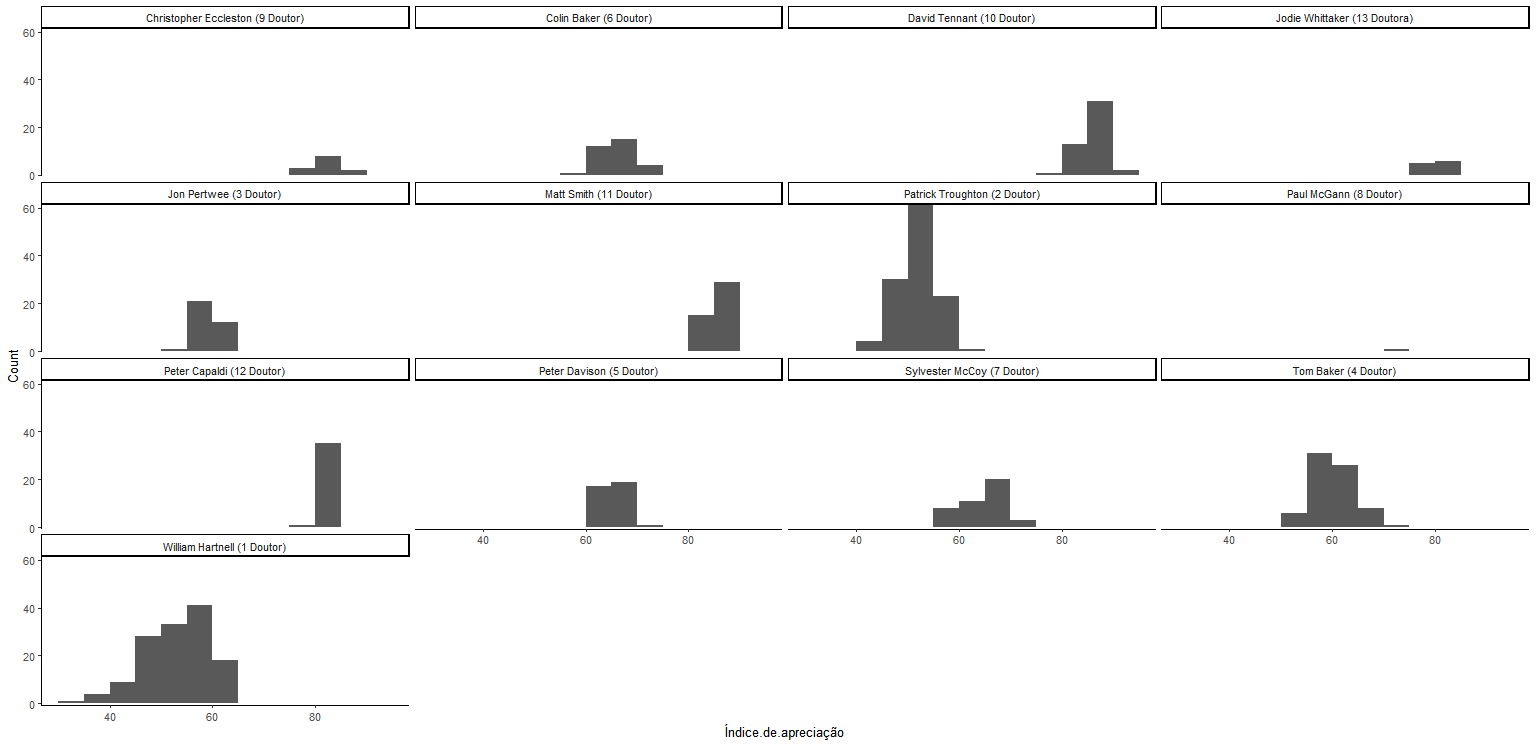 Christopher Eccleston (9 Doutor)
Colin Baker (6 Doutor)
David Tennant (10 Doutor)
Jodie Whittaker (13 Doutora)
60
40
20
0
Jon Pertwee (3 Doutor)
Matt Smith (11 Doutor)
Patrick Troughton (2 Doutor)
Paul McGann (8 Doutor)
60
40
20
0
Count
Peter Capaldi (12 Doutor)
Peter Davison (5 Doutor)
Sylvester McCoy (7 Doutor)
Tom Baker (4 Doutor)
60
40
20
0
40 60 80
40 60 80
40 60 80
William Hartnell (1 Doutor)
60
40
20
0
40 60 80
Índice.de.apreciação